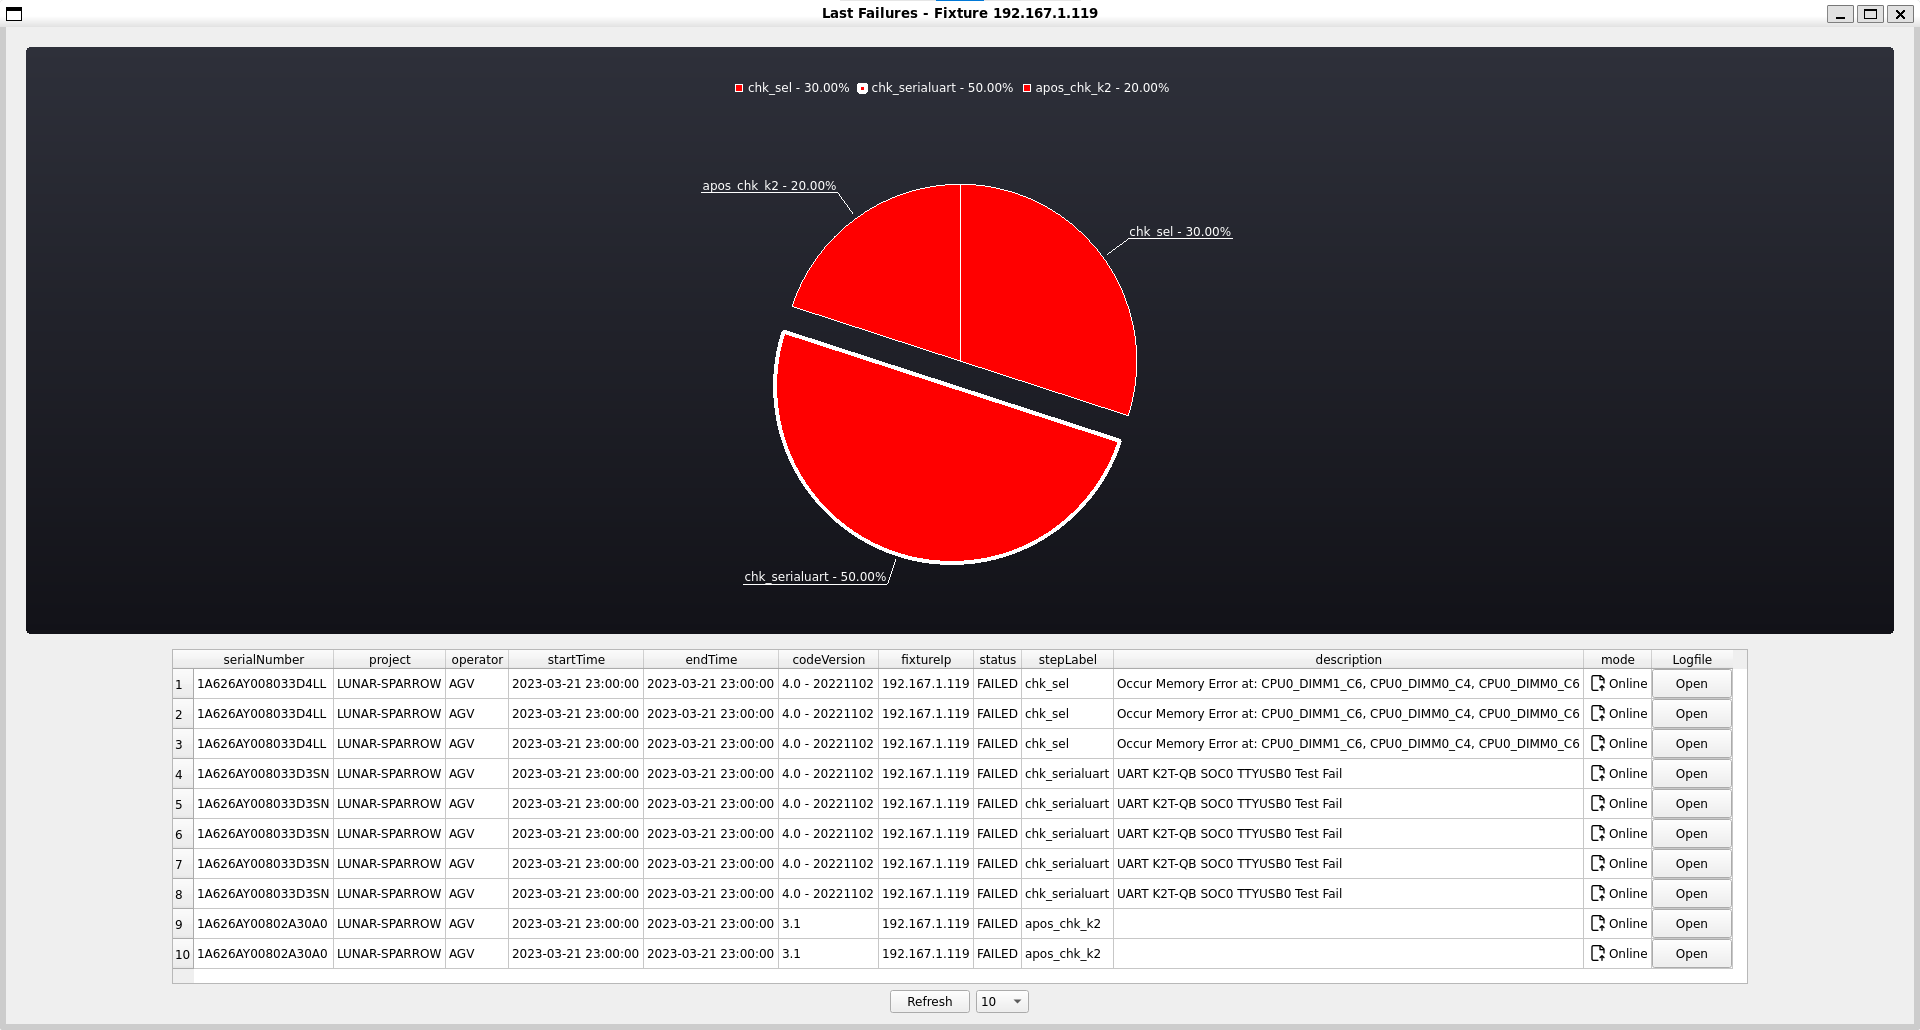 Last Failures - Fixture 192.167.1.119
chk_sel - 30.00% chk_serialuart - 50.00% apos_chk_k2 - 20.00%
apos_chk_k2 - 20.00%
chk_sel - 30.00%
chk_serialuart - 50.00%
serialNumber project operator startTime endTime codeVersion fixtureIp status stepLabel description mode Logfile
1 1A626AY008033D4LL LUNAR-SPARROW AGV 2023-03-21 23:00:00 2023-03-21 23:00:00 4.0 - 20221102 192.167.1.119 FAILED chk_sel Occur Memory Error at: CPU0_DIMM1_C6, CPU0_DIMM0_C4, CPU0_DIMM0_C6 Online Open
2 1A626AY008033D4LL LUNAR-SPARROW AGV 2023-03-21 23:00:00 2023-03-21 23:00:00 4.0 - 20221102 192.167.1.119 FAILED chk_sel Occur Memory Error at: CPU0_DIMM1_C6, CPU0_DIMM0_C4, CPU0_DIMM0_C6 Online Open
3 1A626AY008033D4LL LUNAR-SPARROW AGV 2023-03-21 23:00:00 2023-03-21 23:00:00 4.0 - 20221102 192.167.1.119 FAILED chk_sel Occur Memory Error at: CPU0_DIMM1_C6, CPU0_DIMM0_C4, CPU0_DIMM0_C6 Online Open
4 1A626AY008033D3SN LUNAR-SPARROW AGV 2023-03-21 23:00:00 2023-03-21 23:00:00 4.0 - 20221102 192.167.1.119 FAILED chk_serialuart UART K2T-QB SOC0 TTYUSB0 Test Fail Online Open
5 1A626AY008033D3SN LUNAR-SPARROW AGV 2023-03-21 23:00:00 2023-03-21 23:00:00 4.0 - 20221102 192.167.1.119 FAILED chk_serialuart UART K2T-QB SOC0 TTYUSB0 Test Fail Online Open
6 1A626AY008033D3SN LUNAR-SPARROW AGV 2023-03-21 23:00:00 2023-03-21 23:00:00 4.0 - 20221102 192.167.1.119 FAILED chk_serialuart UART K2T-QB SOC0 TTYUSB0 Test Fail Online Open
7 1A626AY008033D3SN LUNAR-SPARROW AGV 2023-03-21 23:00:00 2023-03-21 23:00:00 4.0 - 20221102 192.167.1.119 FAILED chk_serialuart UART K2T-QB SOC0 TTYUSB0 Test Fail Online Open
8 1A626AY008033D3SN LUNAR-SPARROW AGV 2023-03-21 23:00:00 2023-03-21 23:00:00 4.0 - 20221102 192.167.1.119 FAILED chk_serialuart UART K2T-QB SOC0 TTYUSB0 Test Fail Online Open
9 1A626AY00802A30A0 LUNAR-SPARROW AGV 2023-03-21 23:00:00 2023-03-21 23:00:00 3.1 192.167.1.119 FAILED apos_chk_k2 Online Open
10 1A626AY00802A30A0 LUNAR-SPARROW AGV 2023-03-21 23:00:00 2023-03-21 23:00:00 3.1 192.167.1.119 FAILED apos_chk_k2 Online Open
Refresh 10